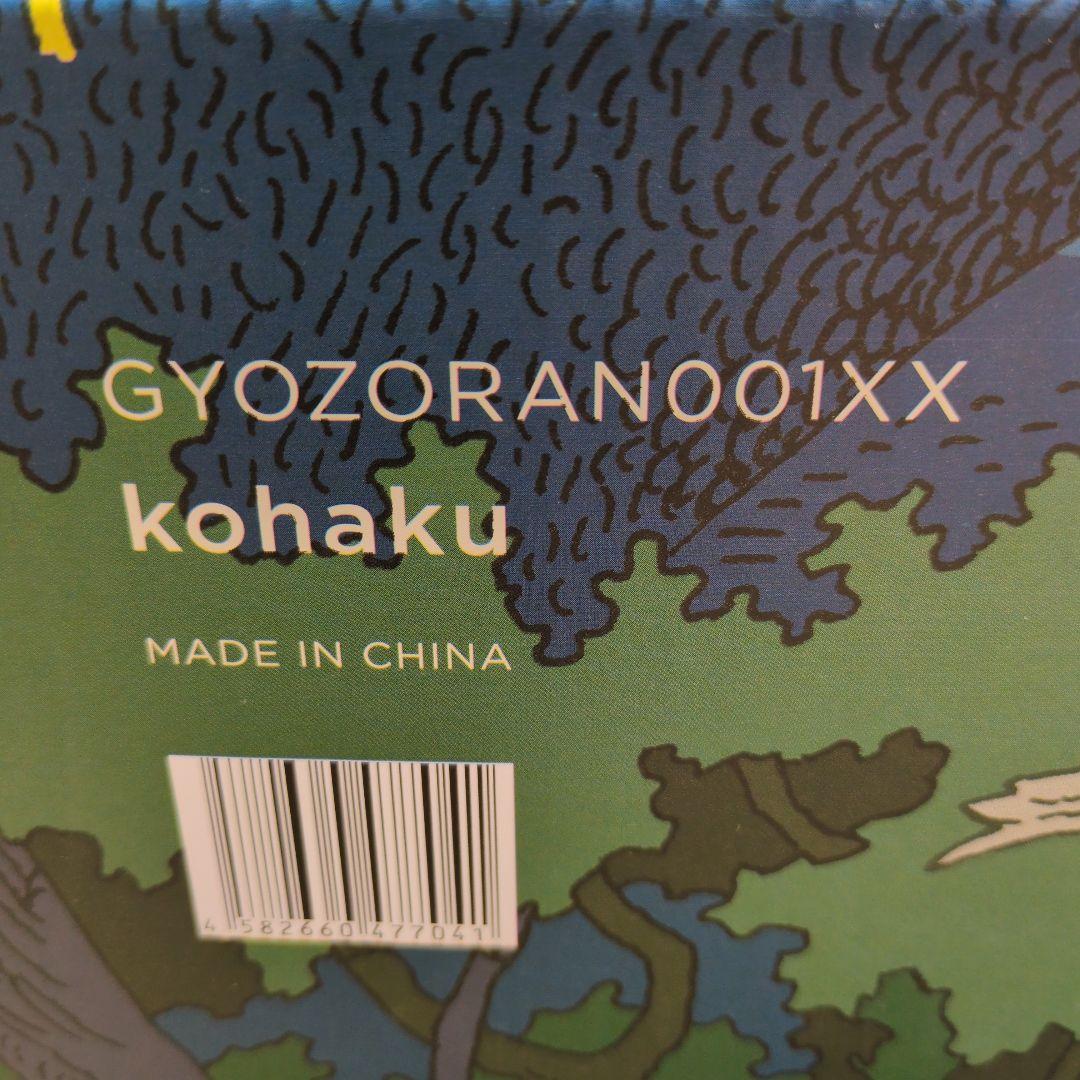 GYOZORAN001XX
kohaku
MADE IN CHINA
4 582660 477041